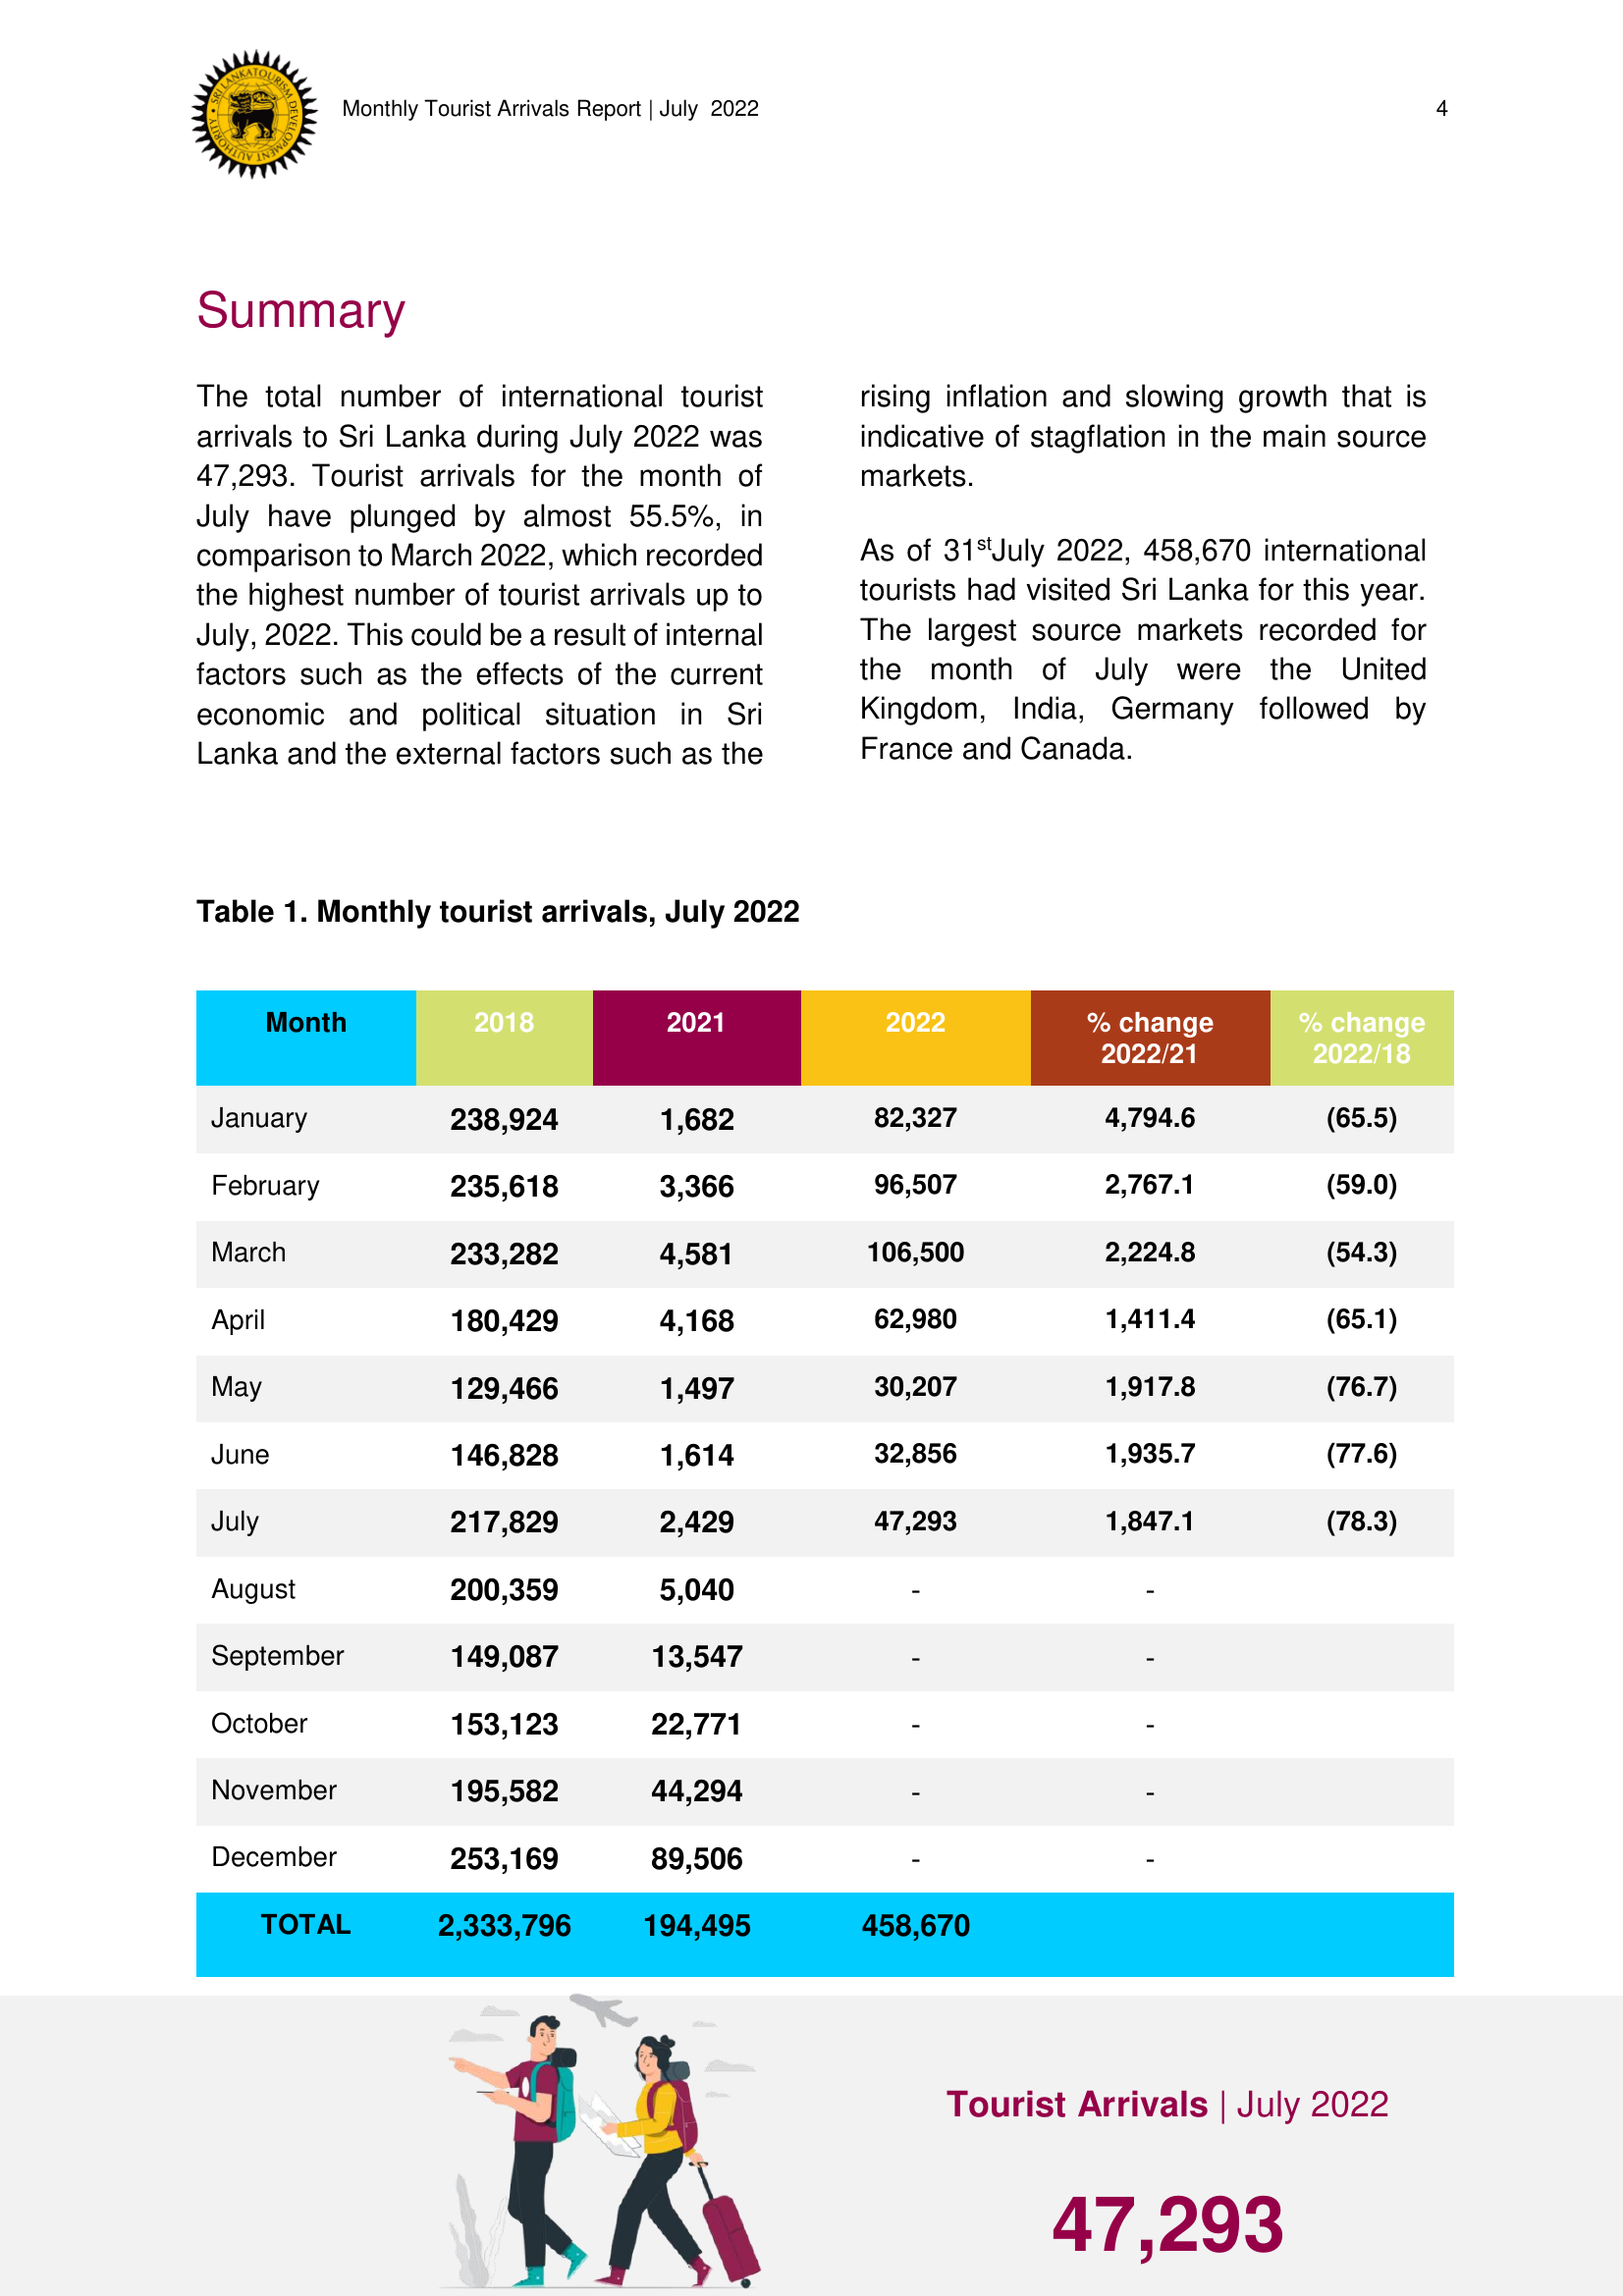 SRI LANKA TOURISM DEVELOPMENT AUTHORITY
Monthly Tourist Arrivals Report | July 2022
4
Summary
The total number of international tourist
arrivals to Sri Lanka during July 2022 was
47,293. Tourist arrivals for the month of
July have plunged by almost 55.5%, in
comparison to March 2022, which recorded
the highest number of tourist arrivals up to
July, 2022. This could be a result of internal
factors such as the effects of the current
economic and political situation in Sri
Lanka and the external factors such as the
rising inflation and slowing growth that is
indicative of stagflation in the main source
markets.
As of 31stJuly 2022, 458,670 international
tourists had visited Sri Lanka for this year.
The largest source markets recorded for
the month of July were the United
Kingdom, India, Germany followed by
France and Canada.
Table 1. Monthly tourist arrivals, July 2022
Month 2018 2021 2022 % change 2022/21 % change 2022/18
January 238,924 1,682 82,327 4,794.6 (65.5)
February 235,618 3,366 96,507 2,767.1 (59.0)
March 233,282 4,581 106,500 2,224.8 (54.3)
April 180,429 4,168 62,980 1,411.4 (65.1)
May 129,466 1,497 30,207 1,917.8 (76.7)
June 146,828 1,614 32,856 1,935.7 (77.6)
July 217,829 2,429 47,293 1,847.1 (78.3)
August 200,359 5,040 - -
September 149,087 13,547 - -
October 153,123 22,771 - -
November 195,582 44,294 - -
December 253,169 89,506 - -
TOTAL 2,333,796 194,495 458,670
Tourist Arrivals | July 2022
47,293